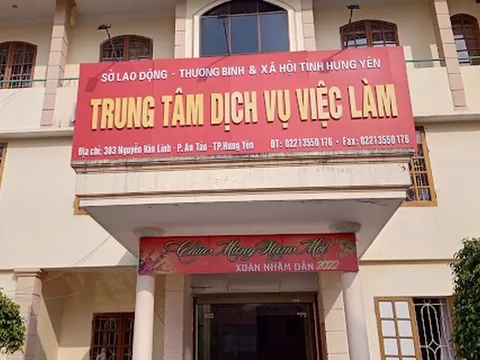 SỞ LAO ĐỘNG - THƯƠNG BINH & XÃ HỘI TỈNH HƯNG YÊN
TRUNG TÂM DỊCH VỤ VIỆC LÀM
Địa chỉ: 303 Nguyễn Văn Linh - P. An Tảo - TP.Hưng Yên ĐT: 02213550176 - Fax: 02213550176
Chúc Mừng Năm Mới
XUÂN NHÂM DẦN 2022